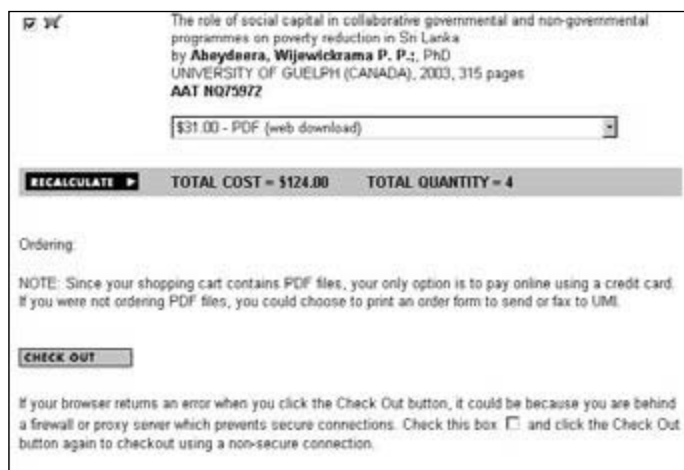 The role of social capital in collaborative governmental and non-governmental
programmes on poverty reduction in Sri Lanka
by Abeydeera, Wijewickrama P. P.:, PhD
UNIVERSITY OF GUELPH (CANADA), 2003, 315 pages
AAT NQ75972
$31.00 - PDF (web download)
RECALCULATE TOTAL COST = $124.00 TOTAL QUANTITY = 4
Ordering:
NOTE: Since your shopping cart contains PDF files, your only option is to pay online using a credit card.
If you were not ordering PDF files, you could choose to print an order form to send or fax to UMI.
CHECK OUT
If your browser returns an error when you click the Check Out button, it could be because you are behind
a firewall or proxy server which prevents secure connections. Check this box and click the Check Out
button again to checkout using a non-secure connection.